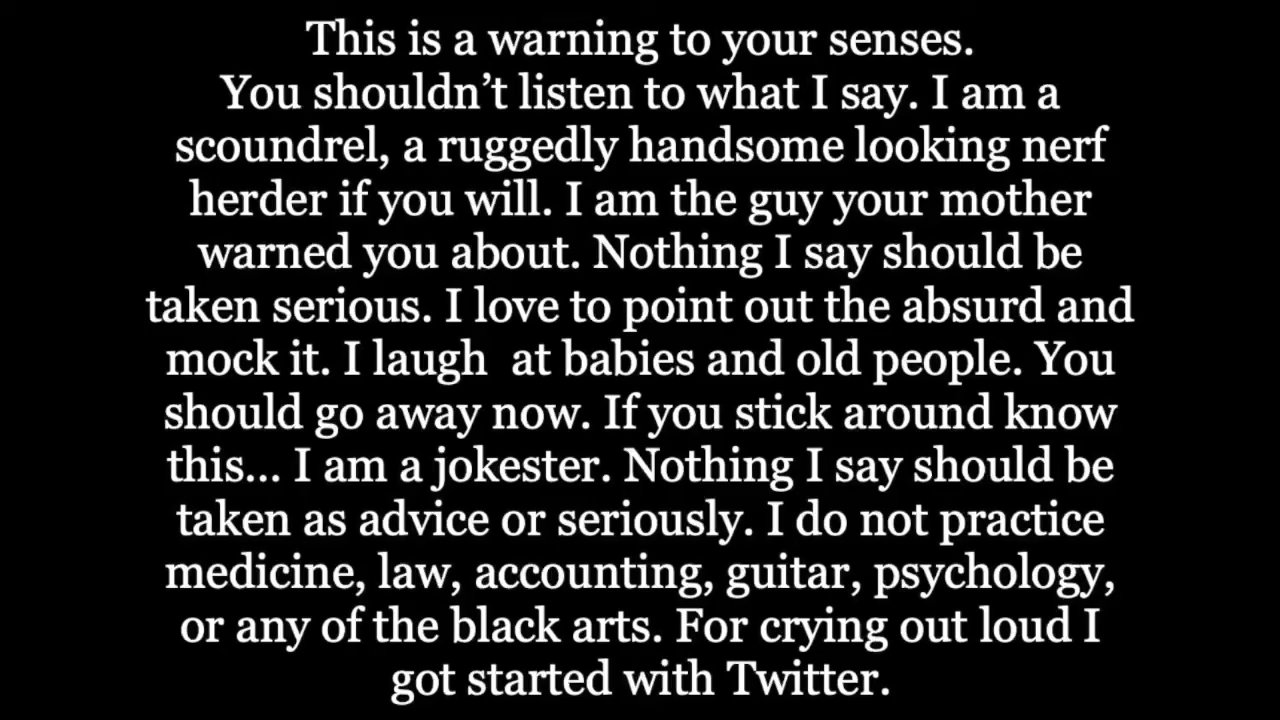 This is a warning to your senses.
You shouldn’t listen to what I say. I am a
scoundrel, a ruggedly handsome looking nerf
herder if you will. I am the guy your mother
warned you about. Nothing I say should be
taken serious. I love to point out the absurd and
mock it. I laugh  at babies and old people. You
should go away now. If you stick around know
this... I am a jokester. Nothing I say should be
taken as advice or seriously. I do not practice
medicine, law, accounting, guitar, psychology,
or any of the black arts. For crying out loud I
got started with Twitter.